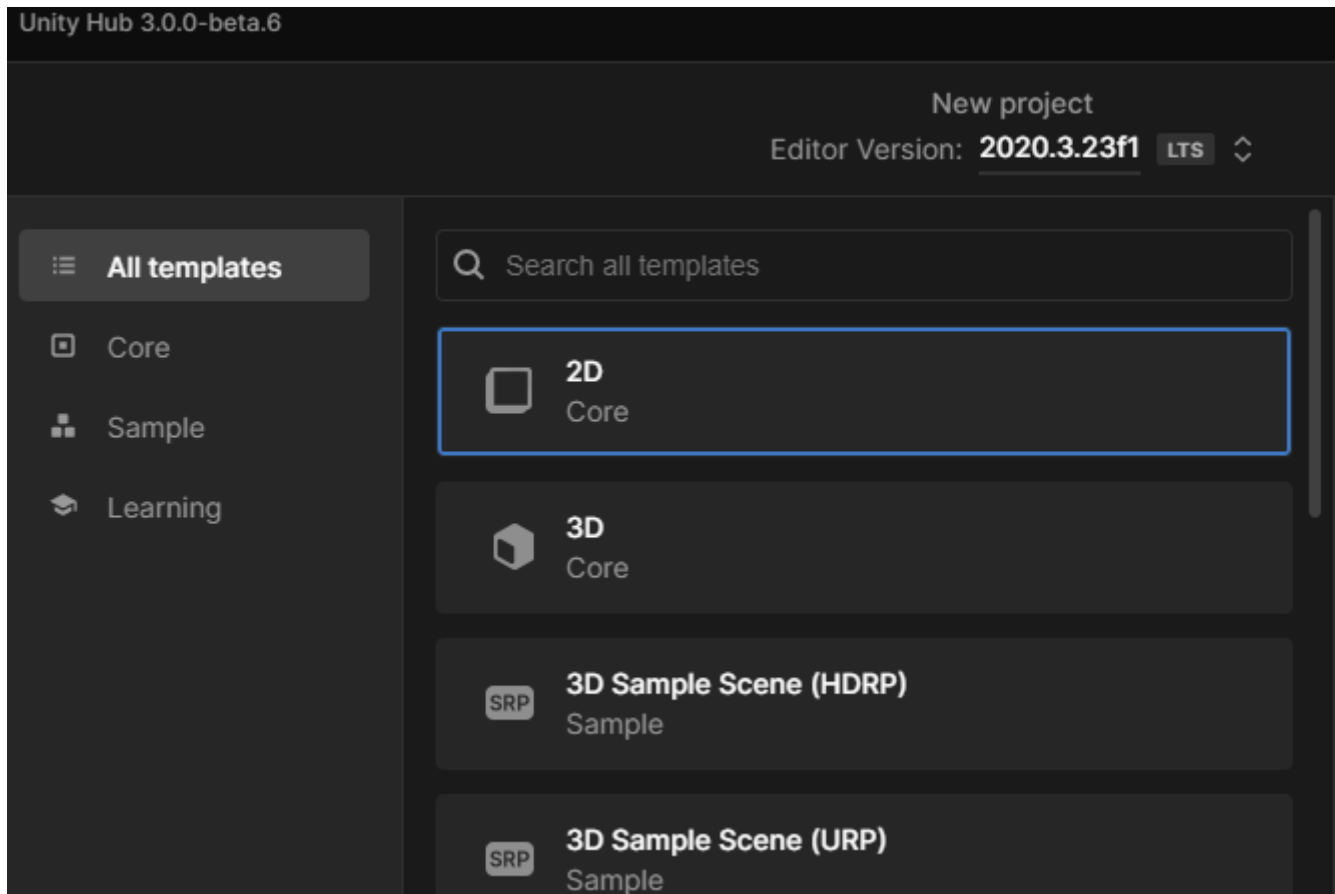 Unity Hub 3.0.0-beta.6
New project
Editor Version: 2020.3.23f1 LTS
All templates
Core
Sample
Learning
Search all templates
2D
Core
3D
Core
SRP
3D Sample Scene (HDRP)
Sample
SRP
3D Sample Scene (URP)
Sample